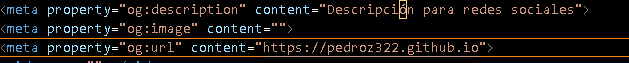 <meta property="og:description" content="Descripción para redes sociales">
<meta property="og:image" content="">
<meta property="og:url" content="https://pedroz322.github.io">